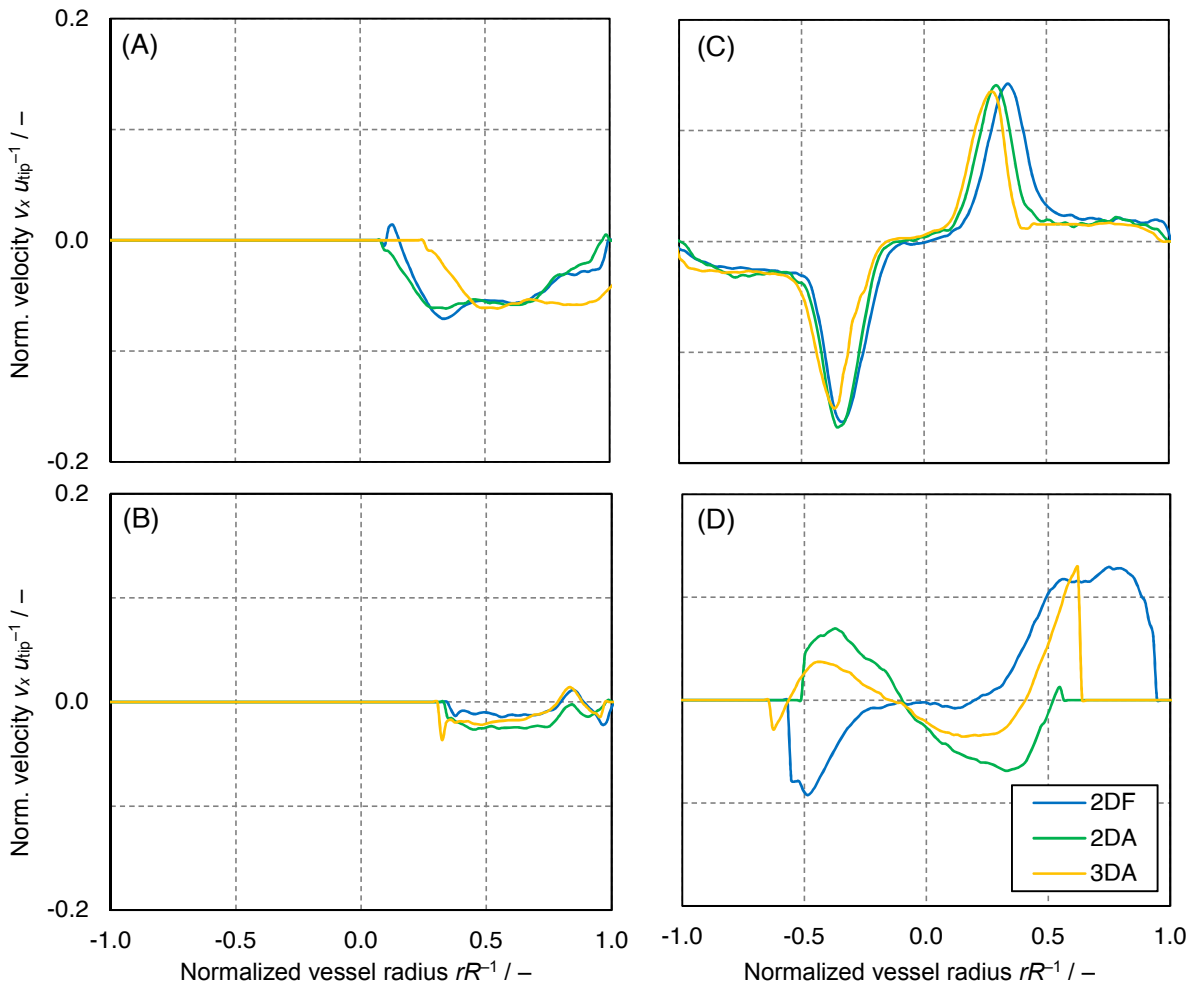 0.2
(A)
(C)
Norm. velocity vₓ uₜᵢₚ⁻¹ / –
0.0
-0.2
0.2
(B)
(D)
Norm. velocity vₓ uₜᵢₚ⁻¹ / –
0.0
2DF
2DA
3DA
-0.2
-1.0 -0.5 0.0 0.5 1.0
-1.0 -0.5 0.0 0.5 1.0
Normalized vessel radius rR⁻¹ / –
Normalized vessel radius rR⁻¹ / –